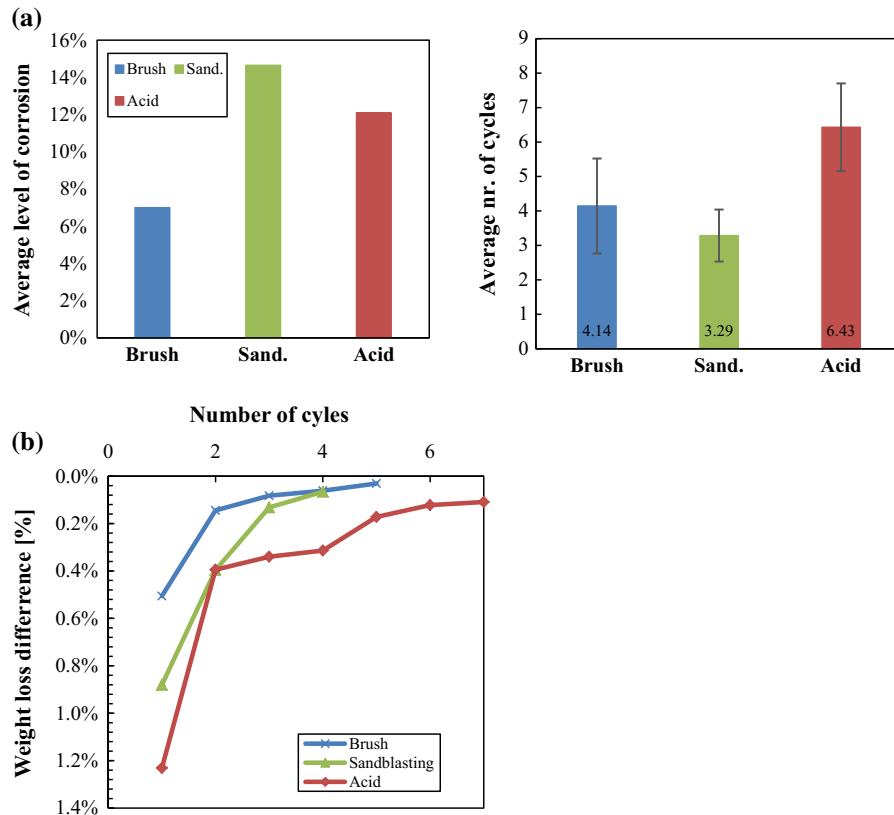 (a)
Average level of corrosion
16%
14%
12%
10%
8%
6%
4%
2%
0%
Brush Sand.
Acid
Brush Sand. Acid
Average nr. of cycles
9
8
7
6
5
4
3
2
1
0
4.14 3.29 6.43
Brush Sand. Acid
(b)
Number of cyles
0 2 4 6
Weight loss differrence [%]
0.0%
0.2%
0.4%
0.6%
0.8%
1.0%
1.2%
1.4%
Brush
Sandblasting
Acid